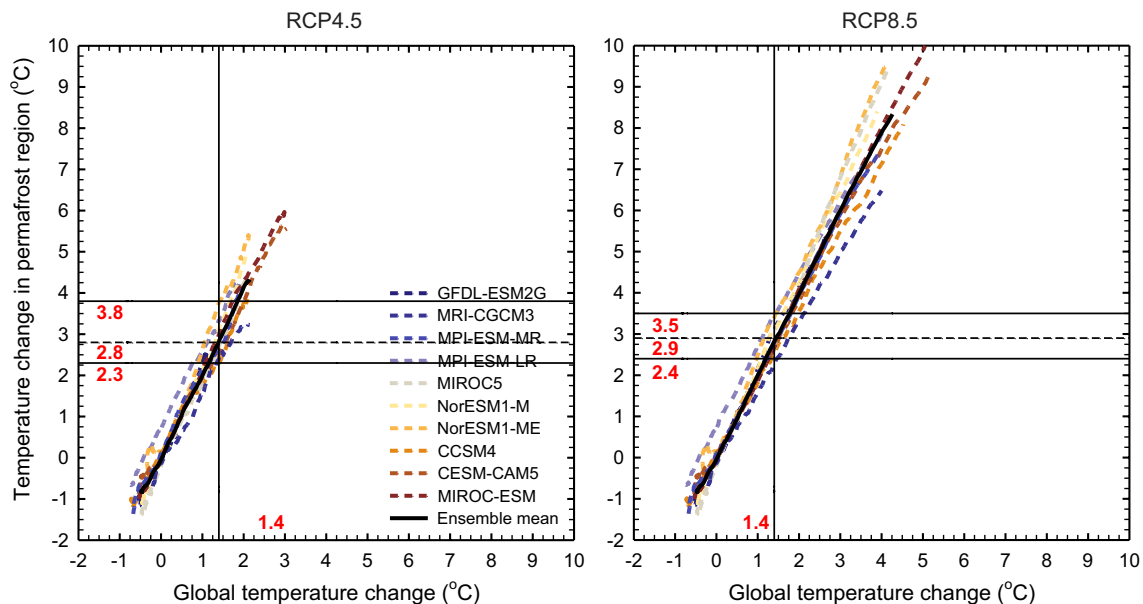 RCP4.5
RCP8.5
Temperature change in permafrost region (°C)
10
9
8
7
6
5
4
3
2
1
0
-1
-2
3.8
2.8
2.3
1.4
GFDL-ESM2G
MRI-CGCM3
MPI-ESM-MR
MPI-ESM-LR
MIROC5
NorESM1-M
NorESM1-ME
CCSM4
CESM-CAM5
MIROC-ESM
Ensemble mean
-2 -1 0 1 2 3 4 5 6 7 8 9 10
Global temperature change (°C)
10
9
8
7
6
5
4
3
2
1
0
-1
-2
3.5
2.9
2.4
1.4
-2 -1 0 1 2 3 4 5 6 7 8 9 10
Global temperature change (°C)